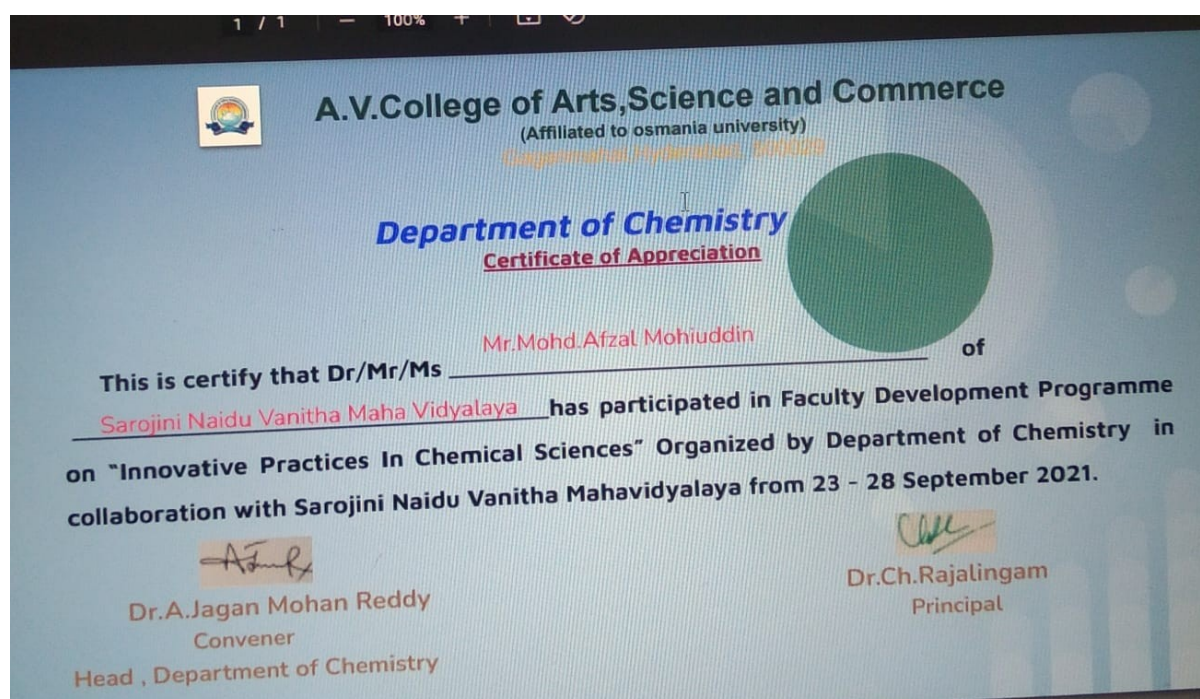 1 / 1 — 100% +
A.V.College of Arts,Science and Commerce
(Affiliated to osmania university)
Department of Chemistry
Certificate of Appreciation
Mr.Mohd.Afzal Mohiuddin
This is certify that Dr/Mr/Ms of
Sarojini Naidu Vanitha Maha Vidyalaya has participated in Faculty Development Programme
on "Innovative Practices In Chemical Sciences" Organized by Department of Chemistry in
collaboration with Sarojini Naidu Vanitha Mahavidyalaya from 23 - 28 September 2021.
Dr.A.Jagan Mohan Reddy
Convener
Head , Department of Chemistry
Dr.Ch.Rajalingam
Principal